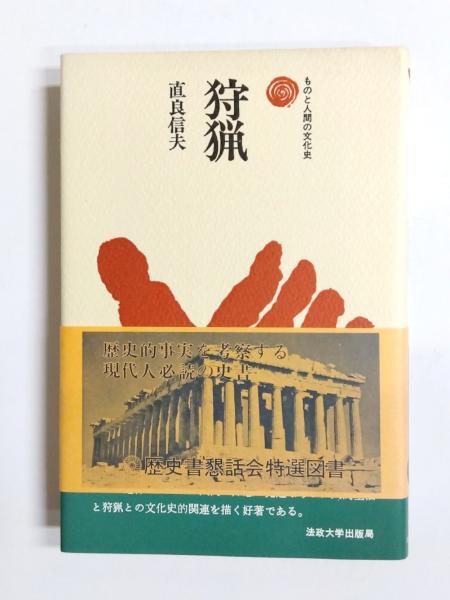 ものと人間の文化史
狩猟
直良信夫
歴史的事実を考察する
現代人必読の史書
歴史書懇話会特選図書
と狩猟との文化史的関連を描く好著である。
法政大学出版局